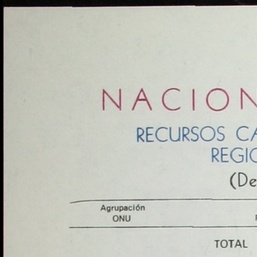 NACION
RECURSOS CA
REGIO
(De
Agrupación
ONU
TOTAL